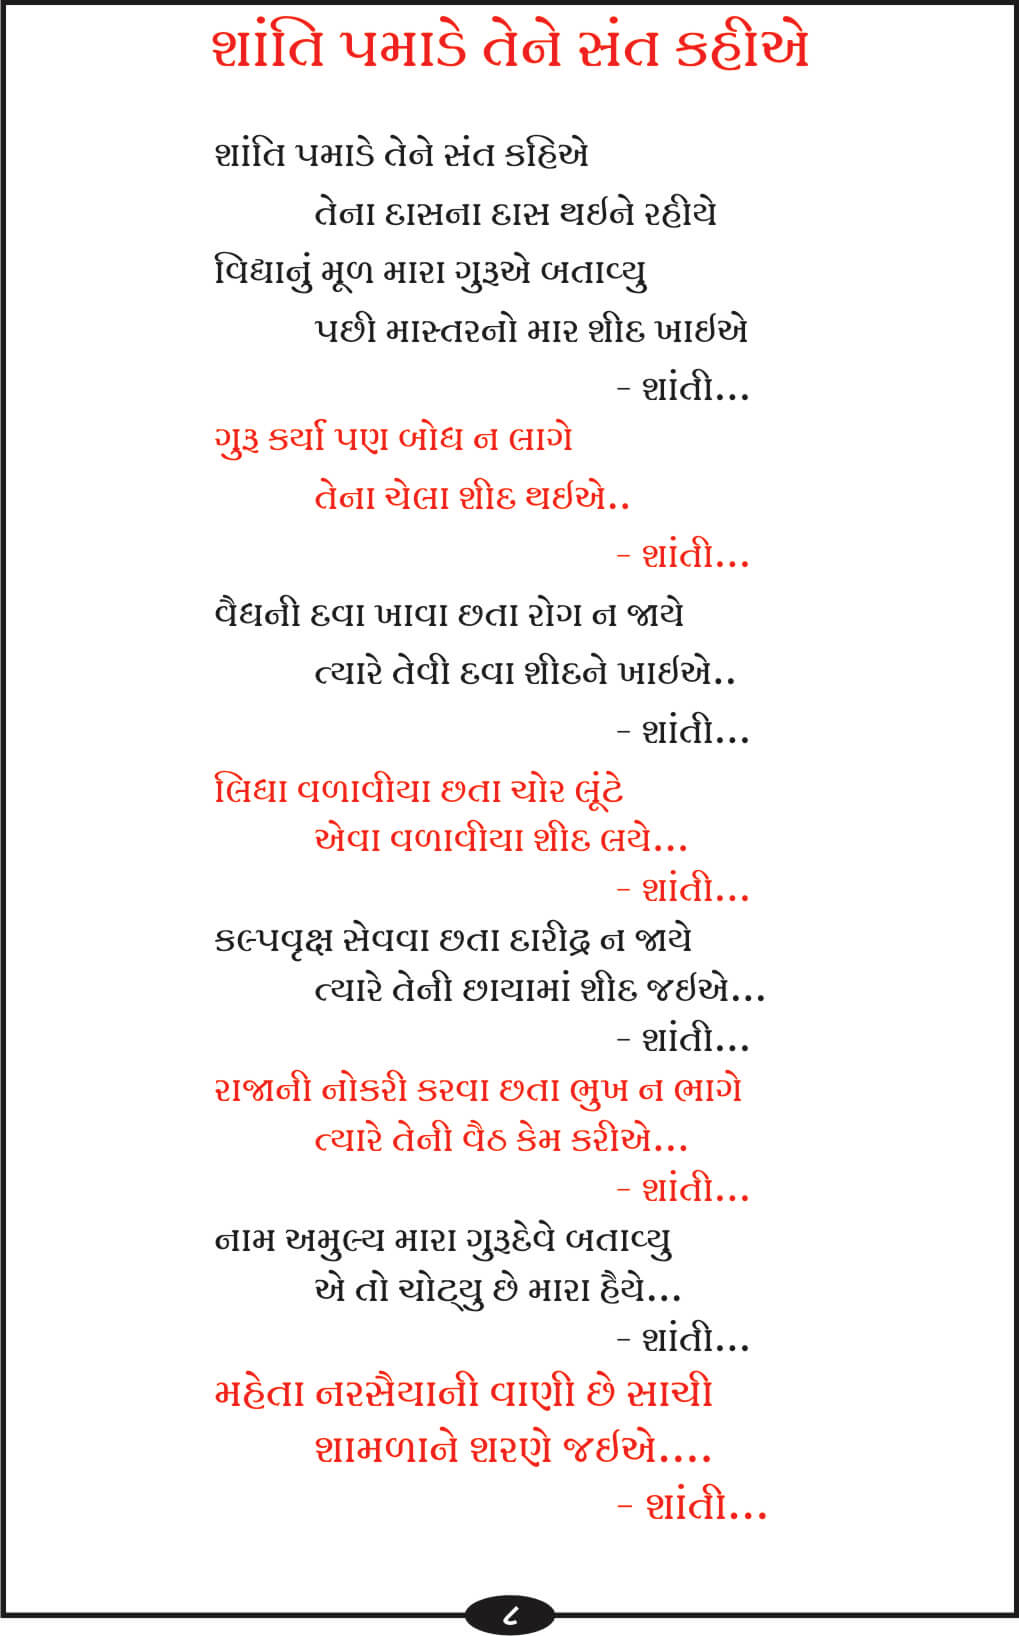 શાંતિ પમાડે તેને સંત કહીએ
શાંતિ પમાડે તેને સંત કહિએ
તેના દાસના દાસ થઇને રહીયે
વિદ્યાનું મૂળ મારા ગુરૂએ બતાવ્યુ
પછી માસ્તરનો માર શીદ ખાઇએ
- શાંતી...
ગુરૂ કર્યા પણ બોધ ન લાગે
તેના ચેલા શીદ થઇએ..
- શાંતી...
વૈધની દવા ખાવા છતા રોગ ન જાયે
ત્યારે તેવી દવા શીદને ખાઇએ..
- શાંતી...
લિધા વળાવીયા છતા ચોર લૂંટે
એવા વળાવીયા શીદ લયે...
- શાંતી...
કલ્પવૃક્ષ સેવવા છતા દારીદ્ર ન જાયે
ત્યારે તેની છાયામાં શીદ જઇએ...
- શાંતી...
રાજાની નોકરી કરવા છતા ભુખ ન ભાગે
ત્યારે તેની વૈઠ કેમ કરીએ...
- શાંતી...
નામ અમુલ્ય મારા ગુરૂદેવે બતાવ્યુ
એ તો ચોટ્યુ છે મારા હૈયે...
- શાંતી...
મહેતા નરસૈયાની વાણી છે સાચી
શામળાને શરણે જઇએ....
- શાંતી...
૮